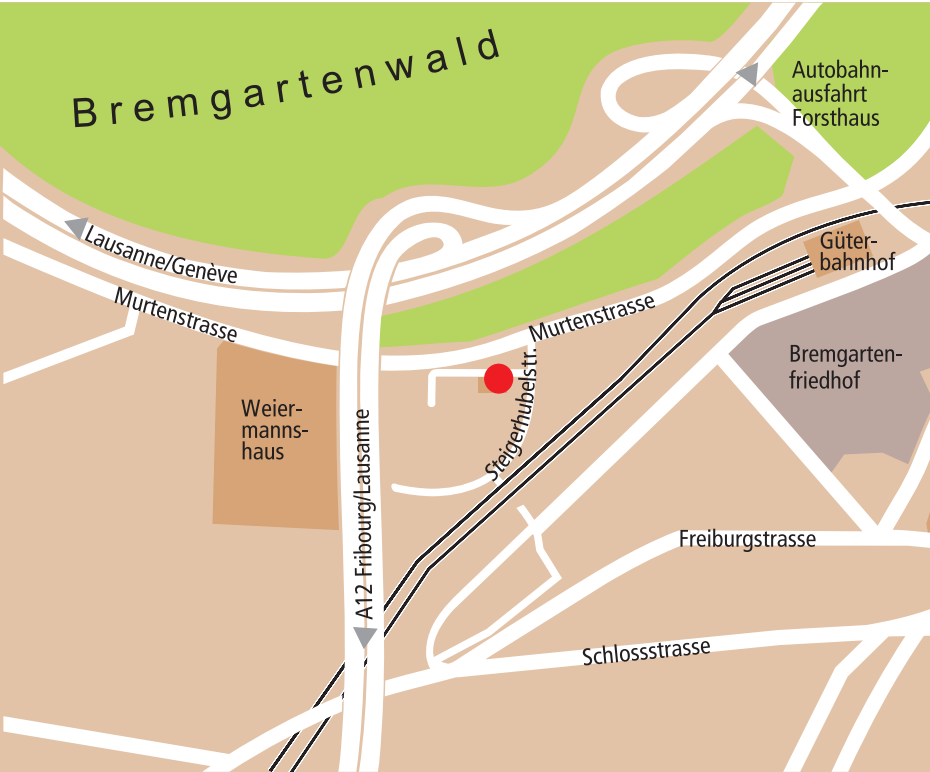 Bremgartenwald
Autobahn-
ausfahrt
Forsthaus
Lausanne/Genève
Güter-
bahnhof
Murtenstrasse
Murtenstrasse
Bremgarten-
friedhof
Steigerhubelstr.
Weier-
manns-
haus
A12 Fribourg/Lausanne
Freiburgstrasse
Schlossstrasse